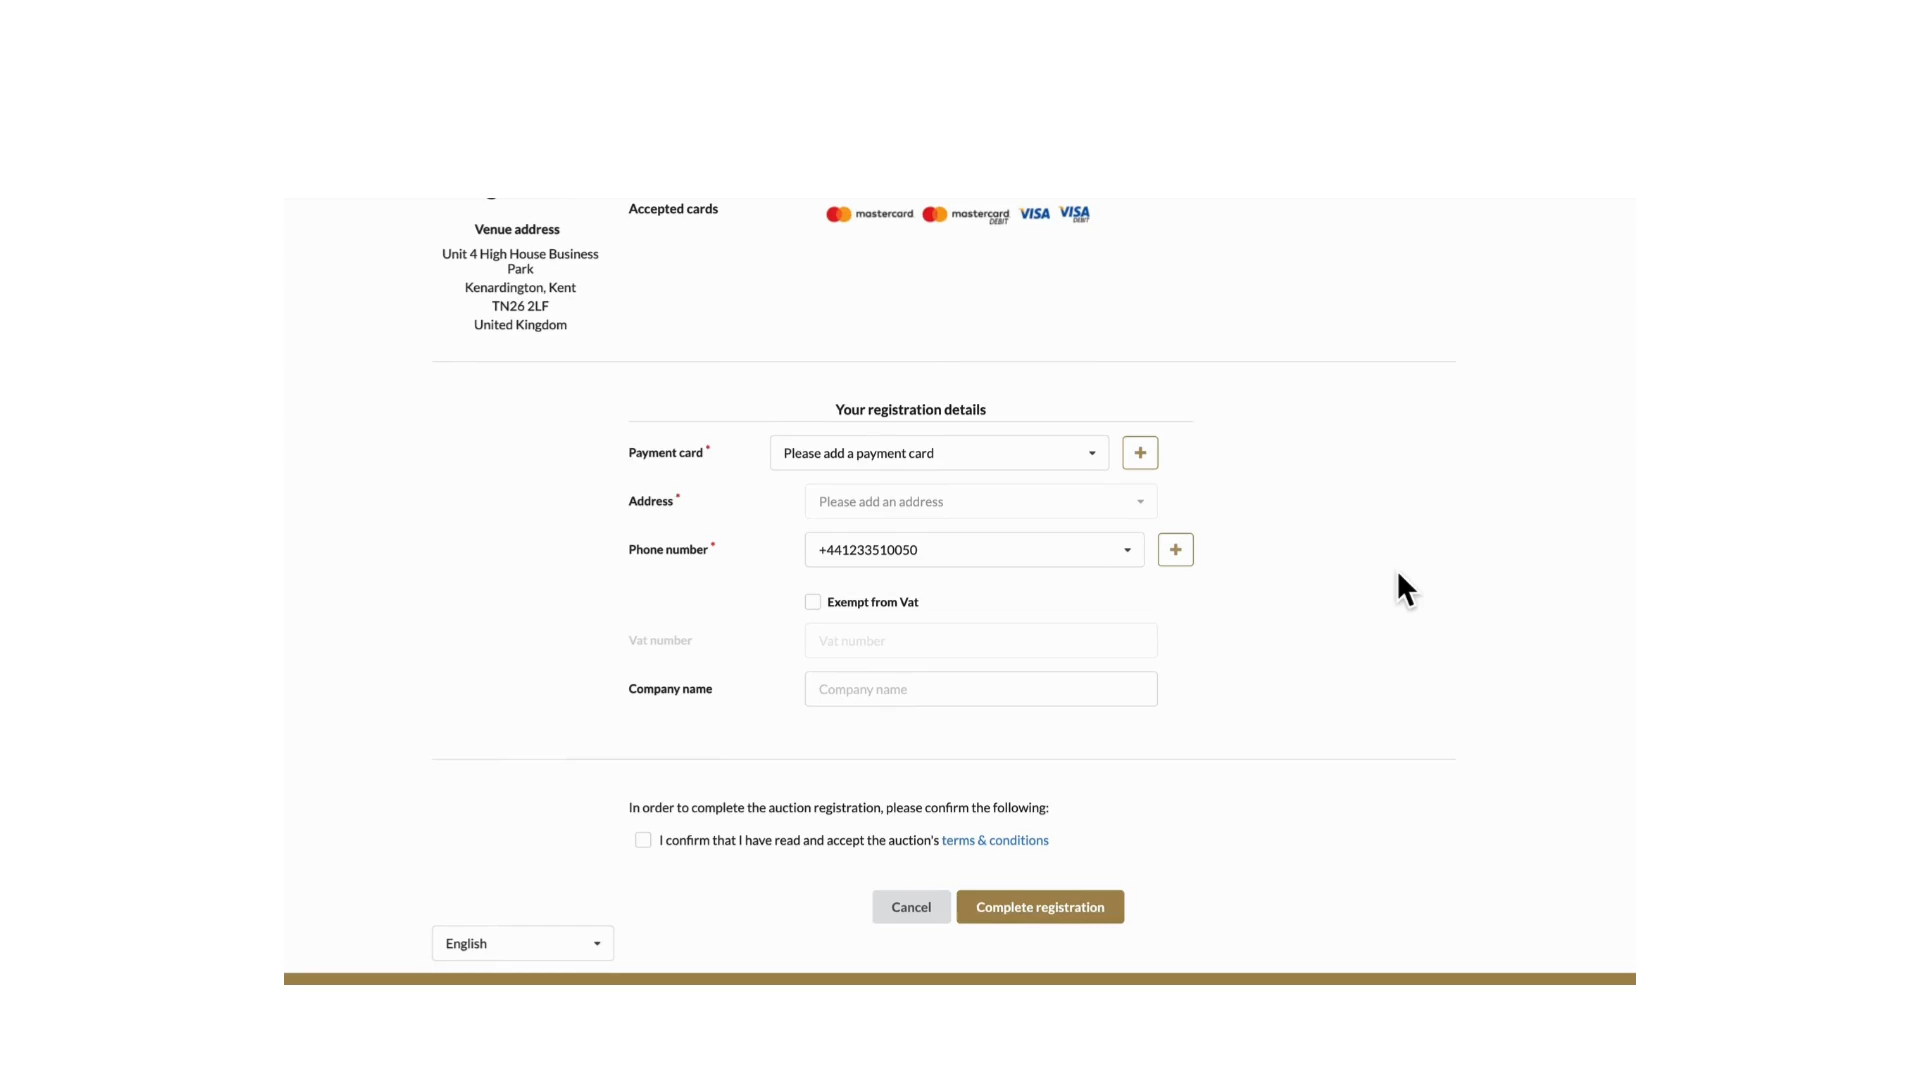 Accepted cards
mastercard mastercard DEBIT VISA VISA DEBIT
Venue address
Unit 4 High House Business
Park
Kenardington, Kent
TN26 2LF
United Kingdom
Your registration details
Payment card *
Please add a payment card
+
Address *
Please add an address
Phone number *
+441233510050
+
Exempt from Vat
Vat number
Vat number
Company name
Company name
In order to complete the auction registration, please confirm the following:
I confirm that I have read and accept the auction's terms & conditions
Cancel
Complete registration
English